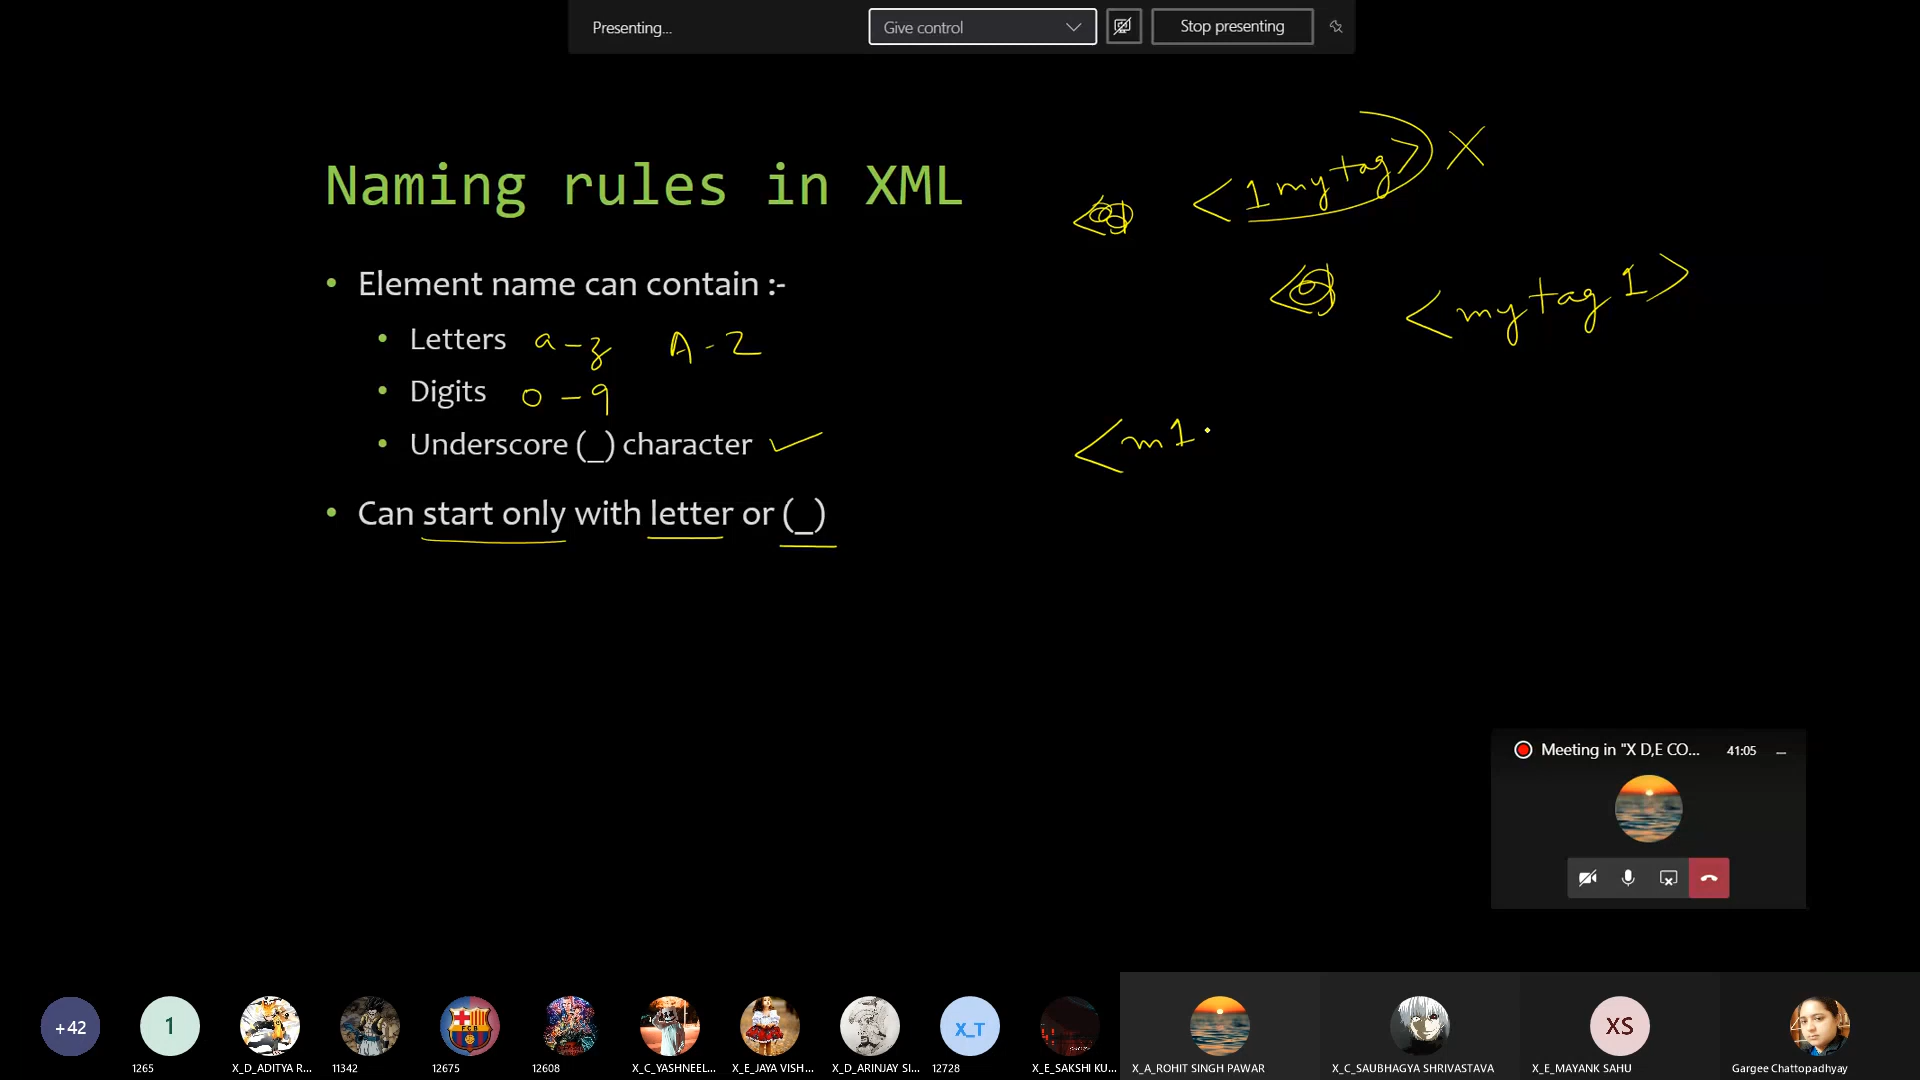 Presenting...
Give control
Stop presenting
Naming rules in XML
<1mytag> X
• Element name can contain :-
<mytag1>
• Letters a-z A-Z
• Digits 0-9
• Underscore (_) character ✓
<m1
• Can start only with letter or (_)
Meeting in "X D,E CO... 41:05
+42
1
X_T
XS
1265
X_D_ADITYA R...
11342
12675
12608
X_C_YASHNEEL...
X_E_JAYA VISH...
X_D_ARINJAY SI...
12728
X_E_SAKSHI KU...
X_A_ROHIT SINGH PAWAR
X_C_SAUBHAGYA SHRIVASTAVA
X_E_MAYANK SAHU
Gargee Chattopadhyay